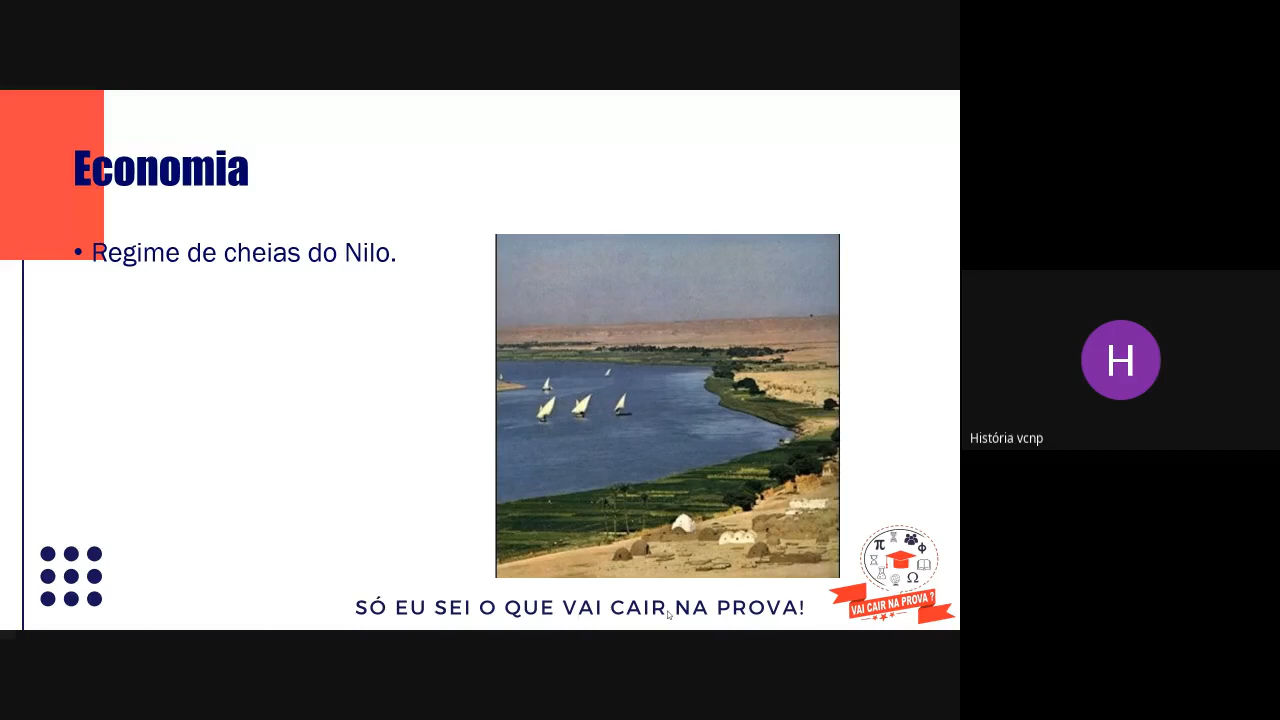 Economia
• Regime de cheias do Nilo.
H
História vcnp
π
Φ
Ω
VAI CAIR NA PROVA ?
SÓ EU SEI O QUE VAI CAIR NA PROVA!